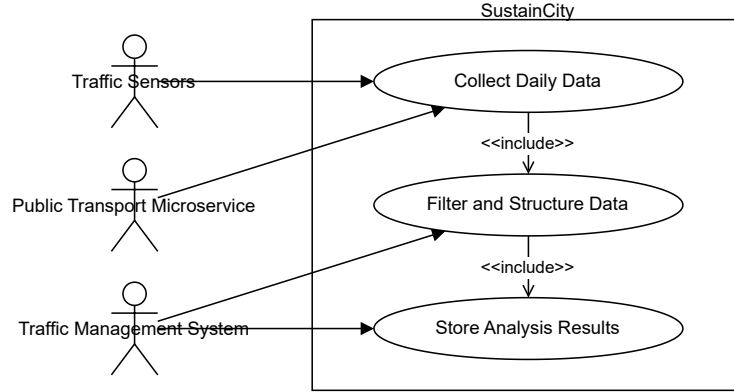 SustainCity
Traffic Sensors
Collect Daily Data
<<include>>
Public Transport Microservice
Filter and Structure Data
<<include>>
Traffic Management System
Store Analysis Results